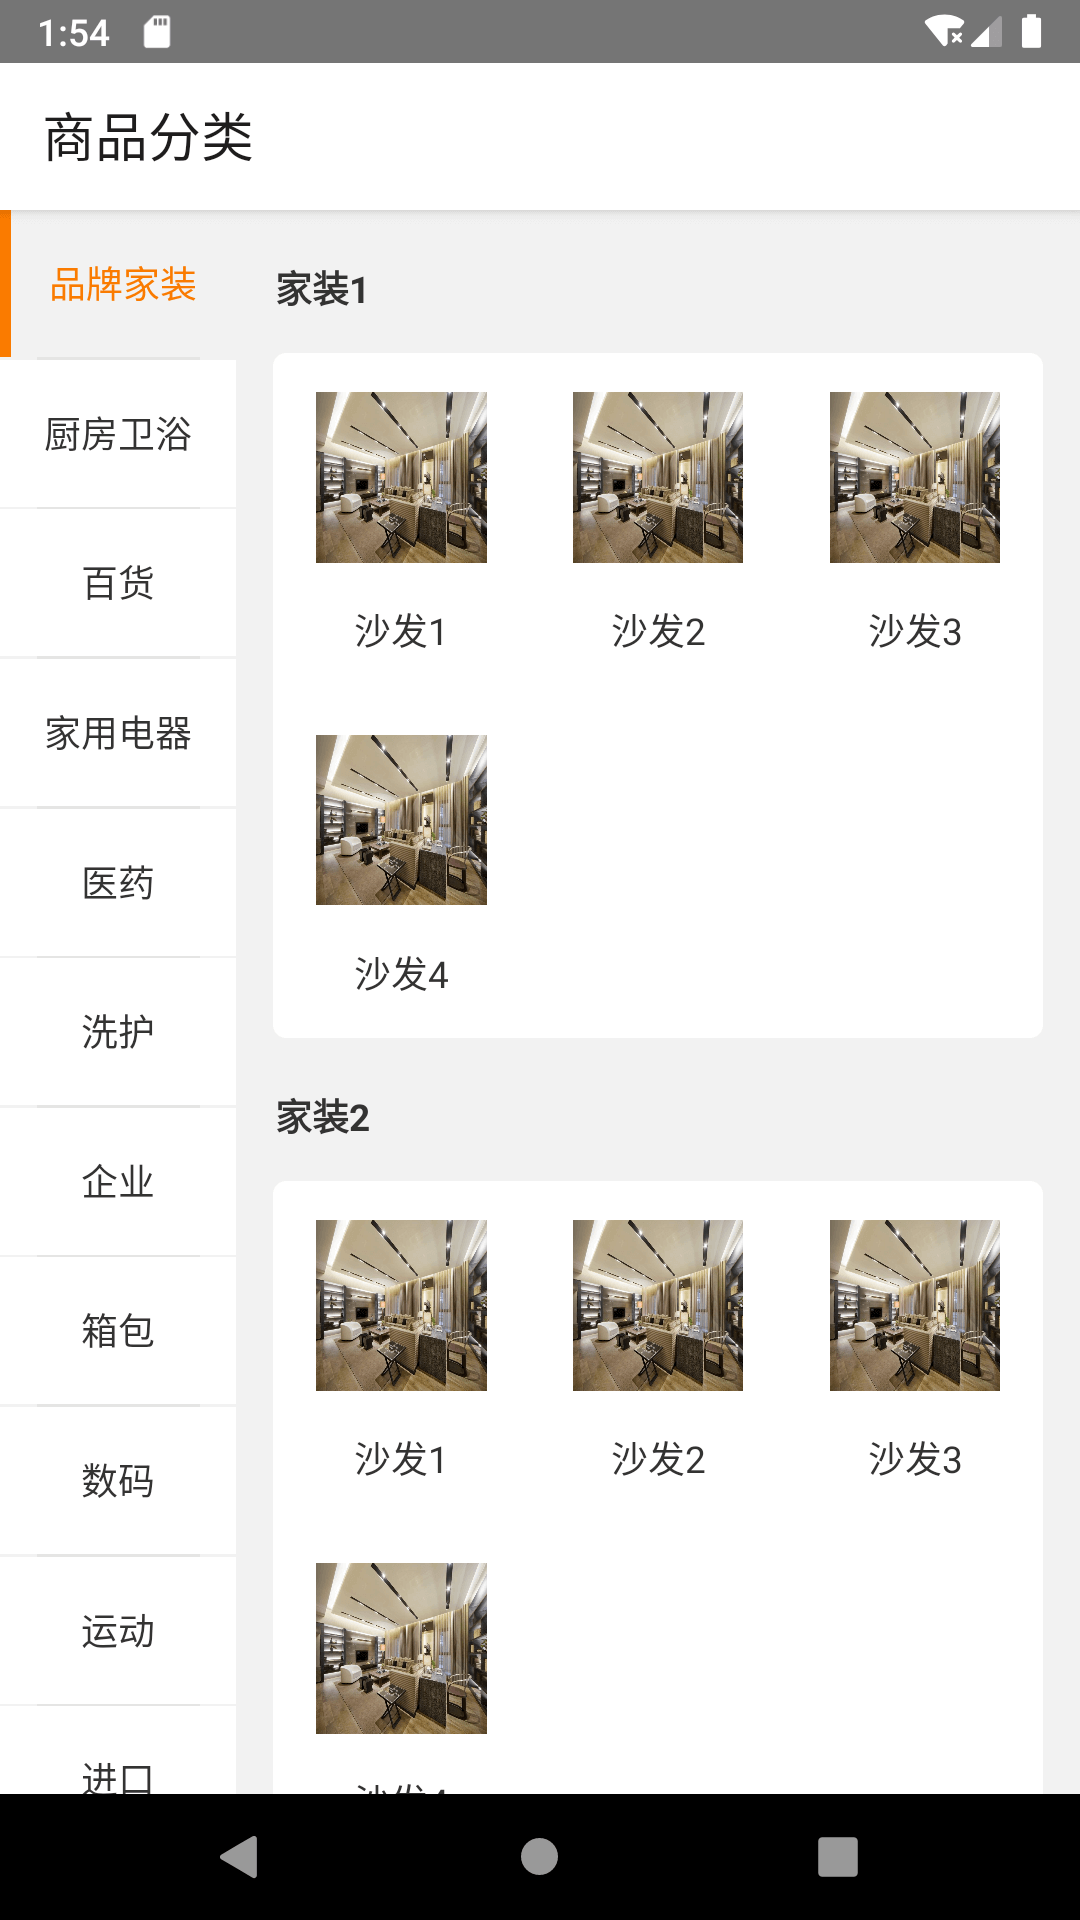 1:54
商品分类
品牌家装
厨房卫浴
百货
家用电器
医药
洗护
企业
箱包
数码
运动
进口
家装1
沙发1
沙发2
沙发3
沙发4
家装2
沙发1
沙发2
沙发3
沙发4